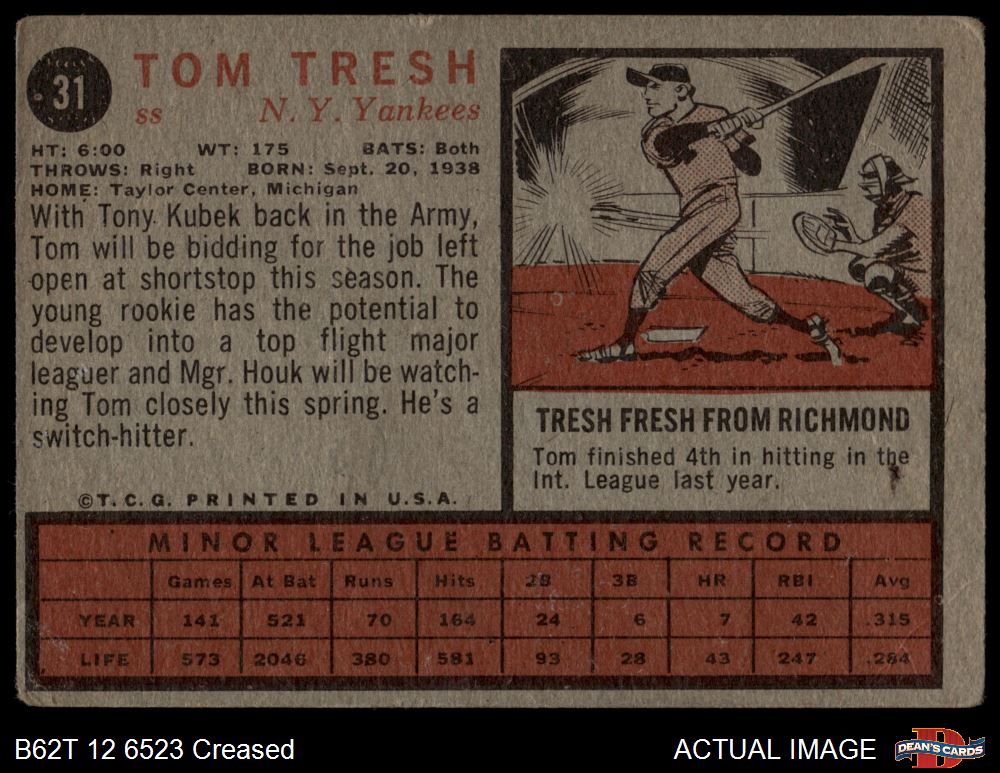 31
TOM TRESH
ss N. Y. Yankees
HT: 6:00 WT: 175 BATS: Both
THROWS: Right BORN: Sept. 20, 1938
HOME: Taylor Center, Michigan
With Tony Kubek back in the Army,
Tom will be bidding for the job left
open at shortstop this season. The
young rookie has the potential to
develop into a top flight major
leaguer and Mgr. Houk will be watch-
ing Tom closely this spring. He's a
switch-hitter.
©T.C.G. PRINTED IN U.S.A.
TRESH FRESH FROM RICHMOND
Tom finished 4th in hitting in the
Int. League last year.
MINOR LEAGUE BATTING RECORD
Games At Bat Runs Hits 2B 3B HR RBI Avg
YEAR 141 521 70 164 24 6 7 42 .315
LIFE 573 2046 380 581 93 28 43 247 .284
B62T 12 6523 Creased
ACTUAL IMAGE
DEAN'S CARDS